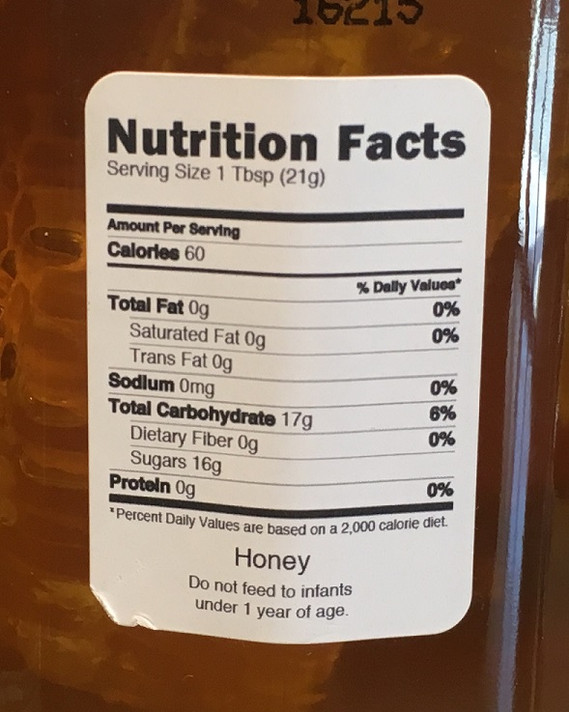 16215
Nutrition Facts
Serving Size 1 Tbsp (21g)
Amount Per Serving
Calories 60
% Daily Values*
Total Fat 0g 0%
Saturated Fat 0g 0%
Trans Fat 0g
Sodium 0mg 0%
Total Carbohydrate 17g 6%
Dietary Fiber 0g 0%
Sugars 16g
Protein 0g 0%
*Percent Daily Values are based on a 2,000 calorie diet.
Honey
Do not feed to infants
under 1 year of age.